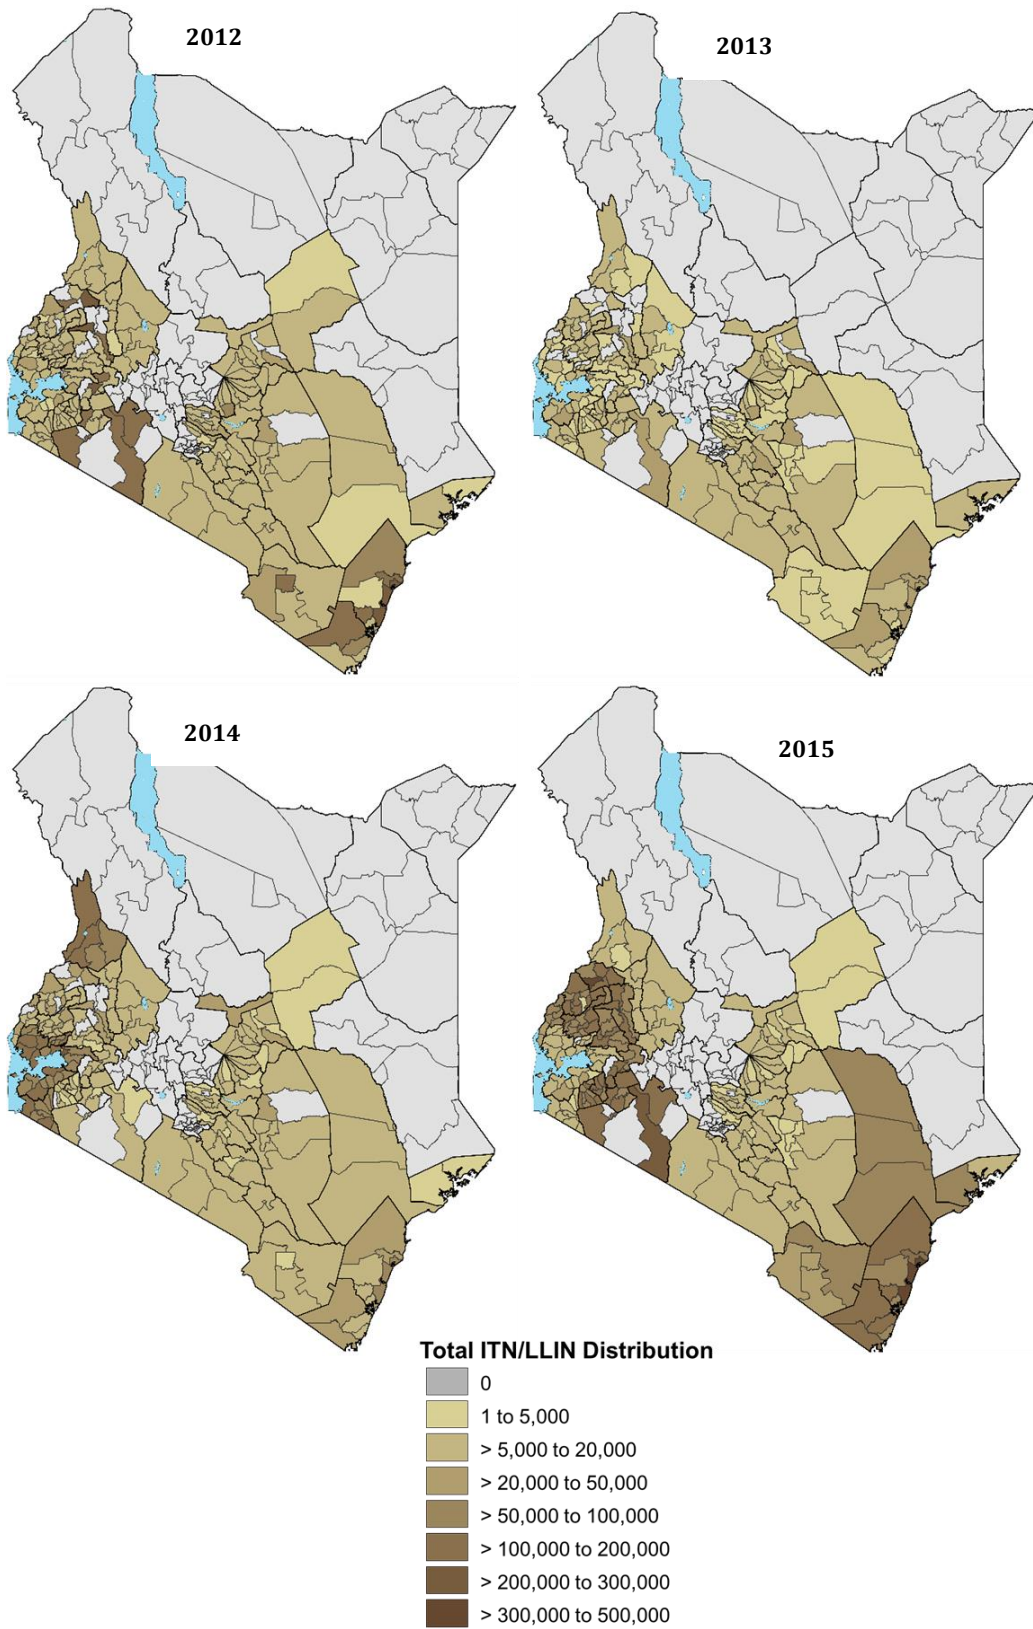 2012
2013
2014
2015
Total ITN/LLIN Distribution
0
1 to 5,000
> 5,000 to 20,000
> 20,000 to 50,000
> 50,000 to 100,000
> 100,000 to 200,000
> 200,000 to 300,000
> 300,000 to 500,000